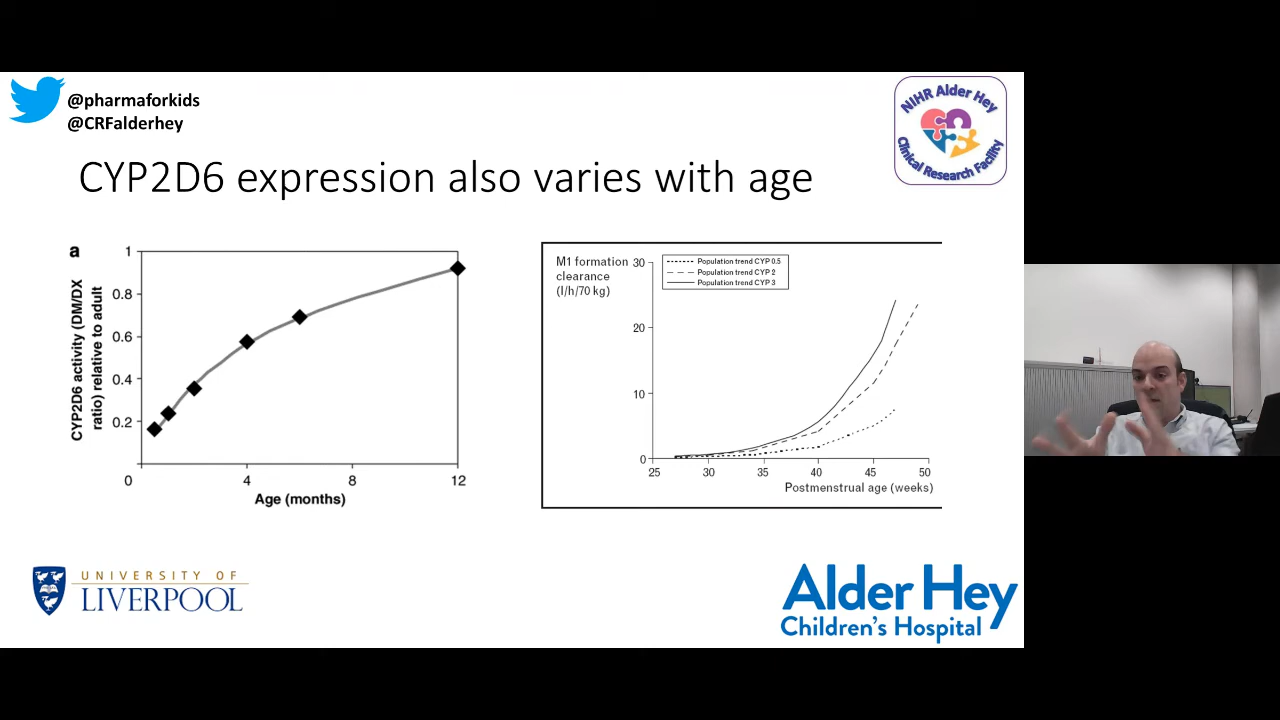 @pharmaforkids
@CRFalderhey
NIHR Alder Hey
Clinical Research Facility
CYP2D6 expression also varies with age
a
CYP2D6 activity (DM/DX
ratio) relative to adult
1
0.8
0.6
0.4
0.2
0
4
8
12
Age (months)
M1 formation
clearance
(l/h/70 kg)
30
20
10
0
Population trend CYP 0.5
Population trend CYP 2
Population trend CYP 3
25
30
35
40
45
50
Postmenstrual age (weeks)
UNIVERSITY OF
LIVERPOOL
Alder Hey
Children's Hospital